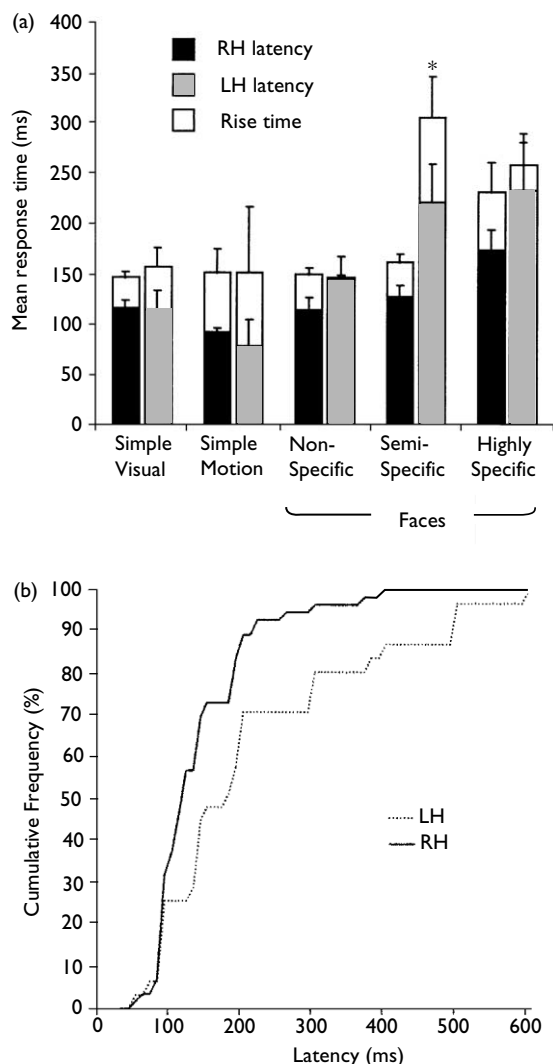 (a)
400
350
300
250
200
150
100
50
0
Mean response time (ms)
RH latency
LH latency
Rise time
*
Simple Visual
Simple Motion
Non-Specific
Semi-Specific
Highly Specific
Faces
(b)
100
90
80
70
60
50
40
30
20
10
0
Cumulative Frequency (%)
LH
RH
0 100 200 300 400 500 600
Latency (ms)